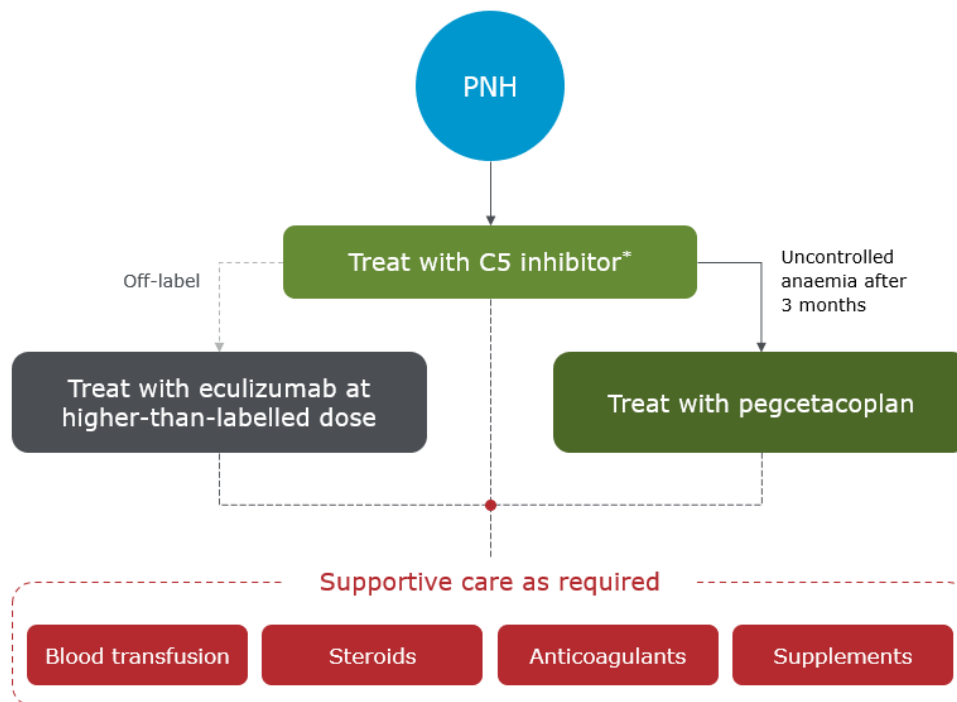 PNH
Treat with C5 inhibitor*
Off-label
Uncontrolled
anaemia after
3 months
Treat with eculizumab at
higher-than-labelled dose
Treat with pegcetacoplan
Supportive care as required
Blood transfusion
Steroids
Anticoagulants
Supplements